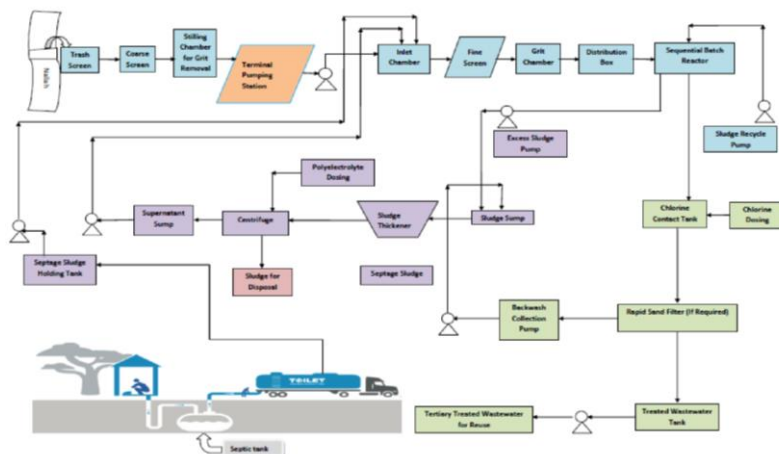 Nallah
Trash
Screen
Coarse
Screen
Stilling
Chamber
for Grit
Removal
Terminal
Pumping
Station
Inlet
Chamber
Fine
Screen
Grit
Chamber
Distribution
Box
Sequential Batch
Reactor
Excess Sludge
Pump
Sludge Recycle
Pump
Polyelectrolyte
Dosing
Supernatant
Sump
Centrifuge
Sludge
Thickener
Sludge Sump
Chlorine
Contact Tank
Chlorine
Dosing
Septage Sludge
Holding Tank
Sludge for
Disposal
Septage Sludge
Backwash
Collection
Pump
Rapid Sand Filter (If Required)
TOILET
Tertiary Treated Wastewater
for Reuse
Treated Wastewater
Tank
Septic tank